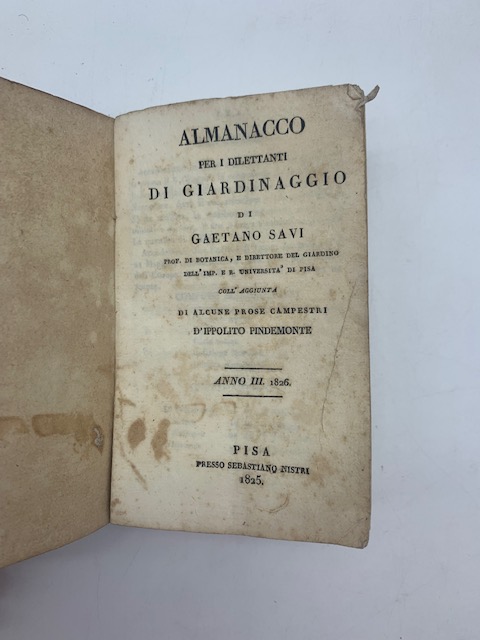 ALMANACCO
PER I DILETTANTI
DI GIARDINAGGIO
DI
GAETANO SAVI
PROF. DI BOTANICA, E DIRETTORE DEL GIARDINO
DELL' IMP. E R. UNIVERSITA' DI PISA
COLL' AGGIUNTA
DI ALCUNE PROSE CAMPESTRI
D'IPPOLITO PINDEMONTE
ANNO III. 1826.
PISA
PRESSO SEBASTIANO NISTRI
1825.